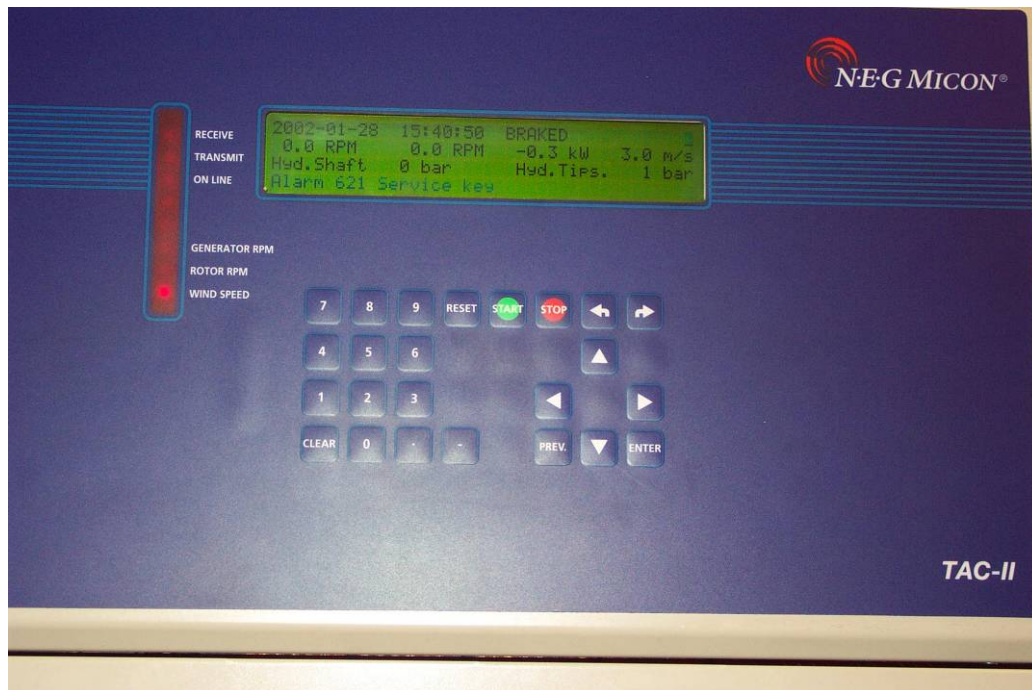 N·E·G MICON®
RECEIVE
TRANSMIT
ON LINE
2002-01-28 15:40:50 BRAKED
0.0 RPM 0.0 RPM -0.3 kW 3.0 m/s
Hyd.Shaft 0 bar Hyd.Tips. 1 bar
Alarm 621 Service key
GENERATOR RPM
ROTOR RPM
WIND SPEED
7 8 9 RESET START STOP
4 5 6
1 2 3
CLEAR 0 . - PREV. ENTER
TAC-II